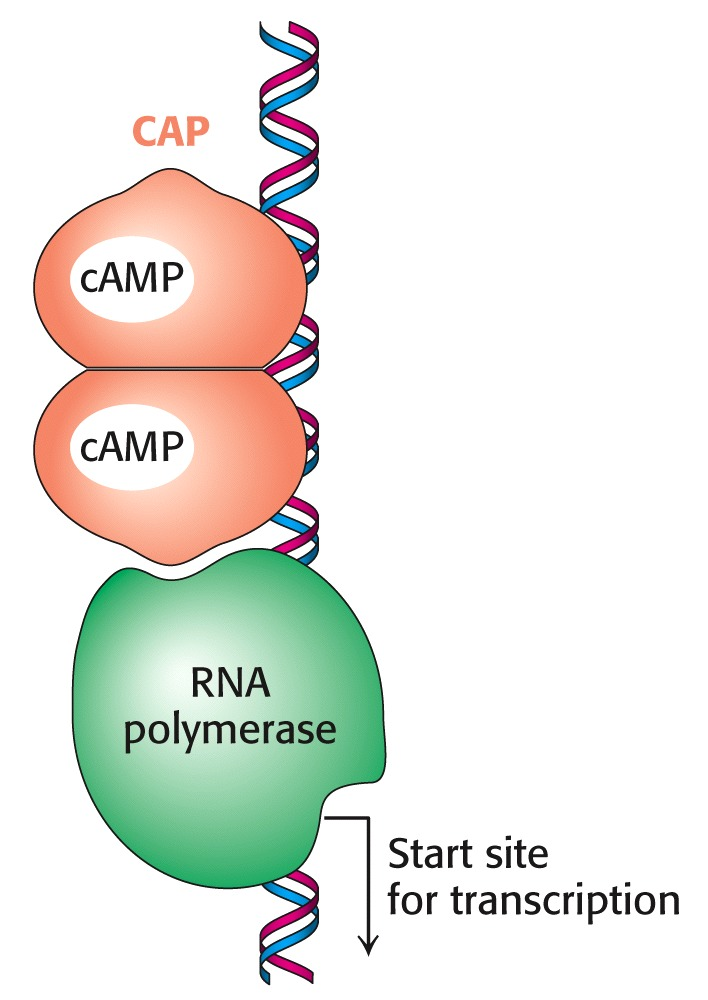 CAP
cAMP
cAMP
RNA
polymerase
Start site
for transcription